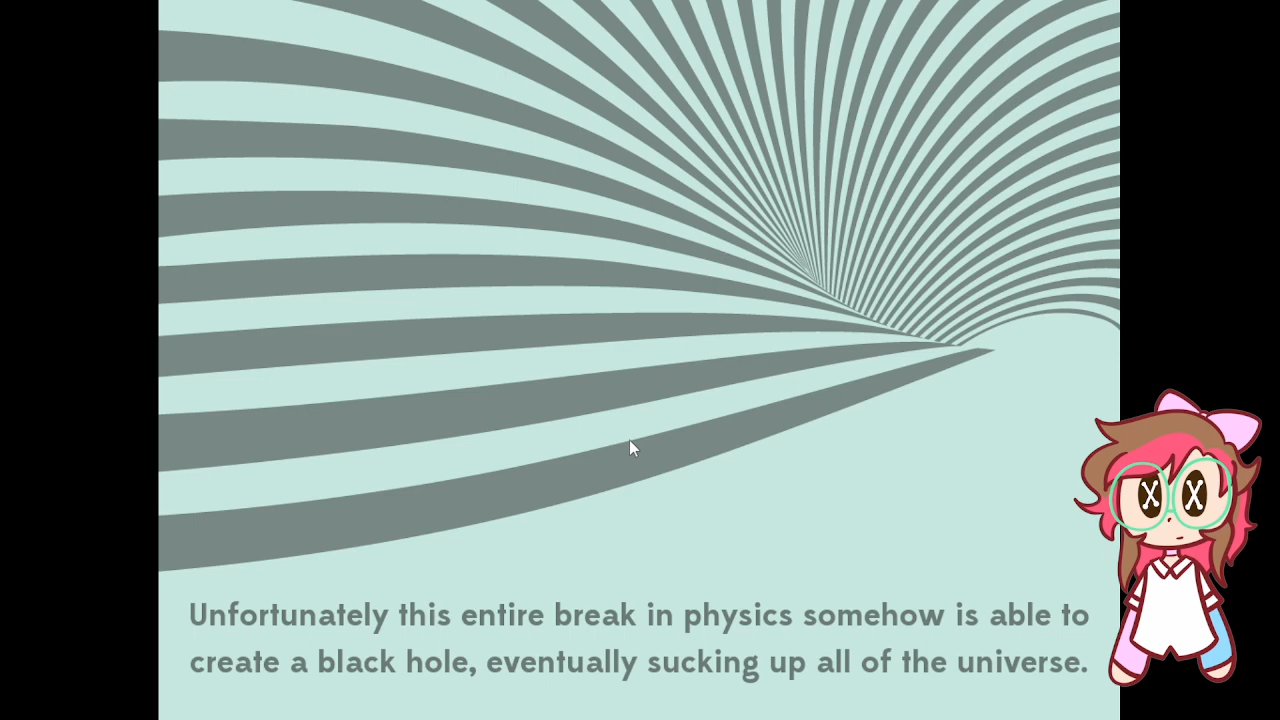 Unfortunately this entire break in physics somehow is able to
create a black hole, eventually sucking up all of the universe.